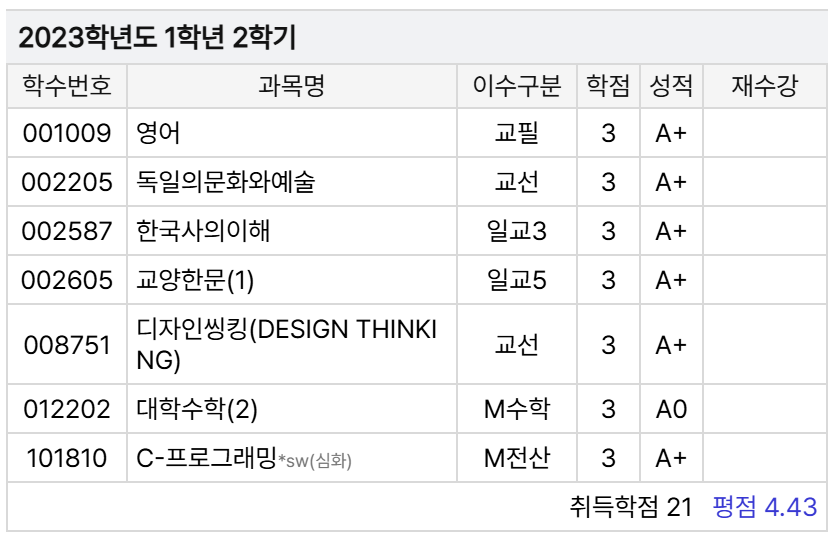 2023학년도 1학년 2학기
학수번호 과목명 이수구분 학점 성적 재수강
001009 영어 교필 3 A+
002205 독일의문화와예술 교선 3 A+
002587 한국사의이해 일교3 3 A+
002605 교양한문(1) 일교5 3 A+
008751 디자인씽킹(DESIGN THINKI
NG) 교선 3 A+
012202 대학수학(2) M수학 3 A0
101810 C-프로그래밍*sw(심화) M전산 3 A+
취득학점 21 평점 4.43